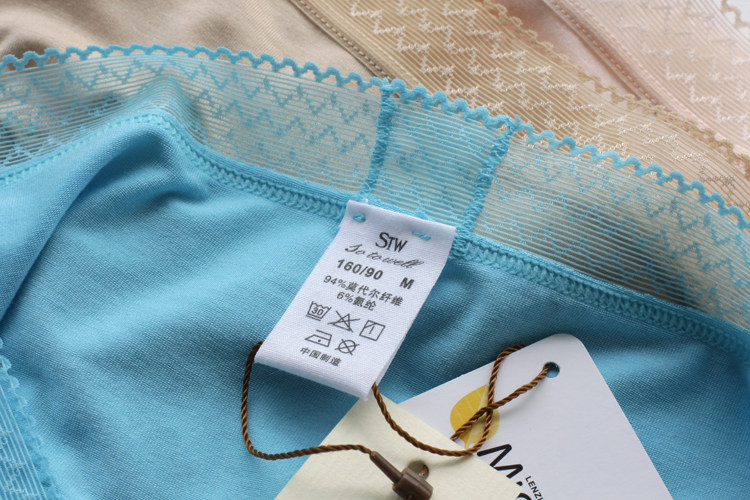 STW
So to well
160/90 M
94%莫代尔纤维
6%氨纶
30
中国制造
LENZI
Mic